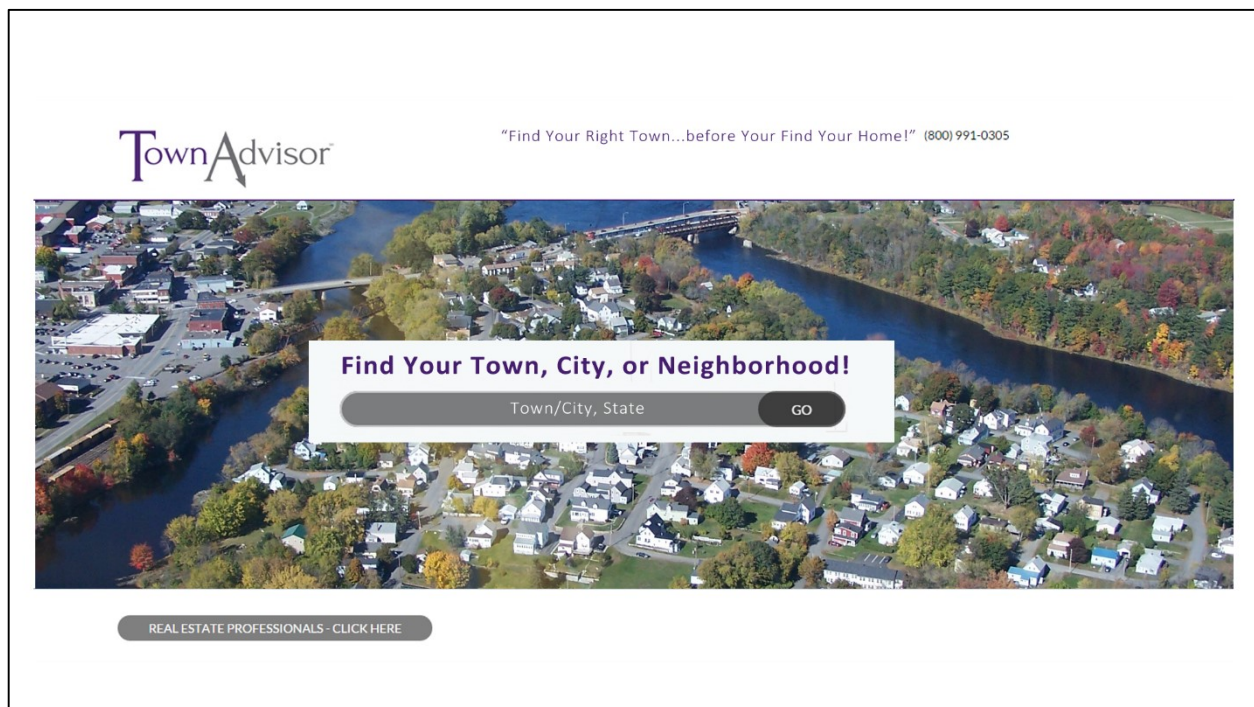 TownAdvisor™
“Find Your Right Town...before Your Find Your Home!” (800) 991-0305
Find Your Town, City, or Neighborhood!
Town/City, State GO
REAL ESTATE PROFESSIONALS - CLICK HERE